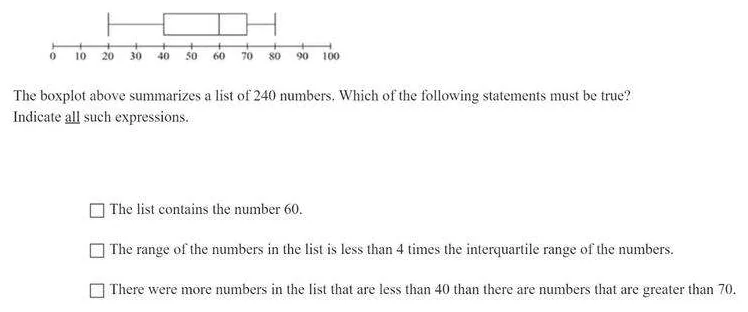 0 10 20 30 40 50 60 70 80 90 100
The boxplot above summarizes a list of 240 numbers. Which of the following statements must be true?
Indicate all such expressions.
The list contains the number 60.
The range of the numbers in the list is less than 4 times the interquartile range of the numbers.
There were more numbers in the list that are less than 40 than there are numbers that are greater than 70.